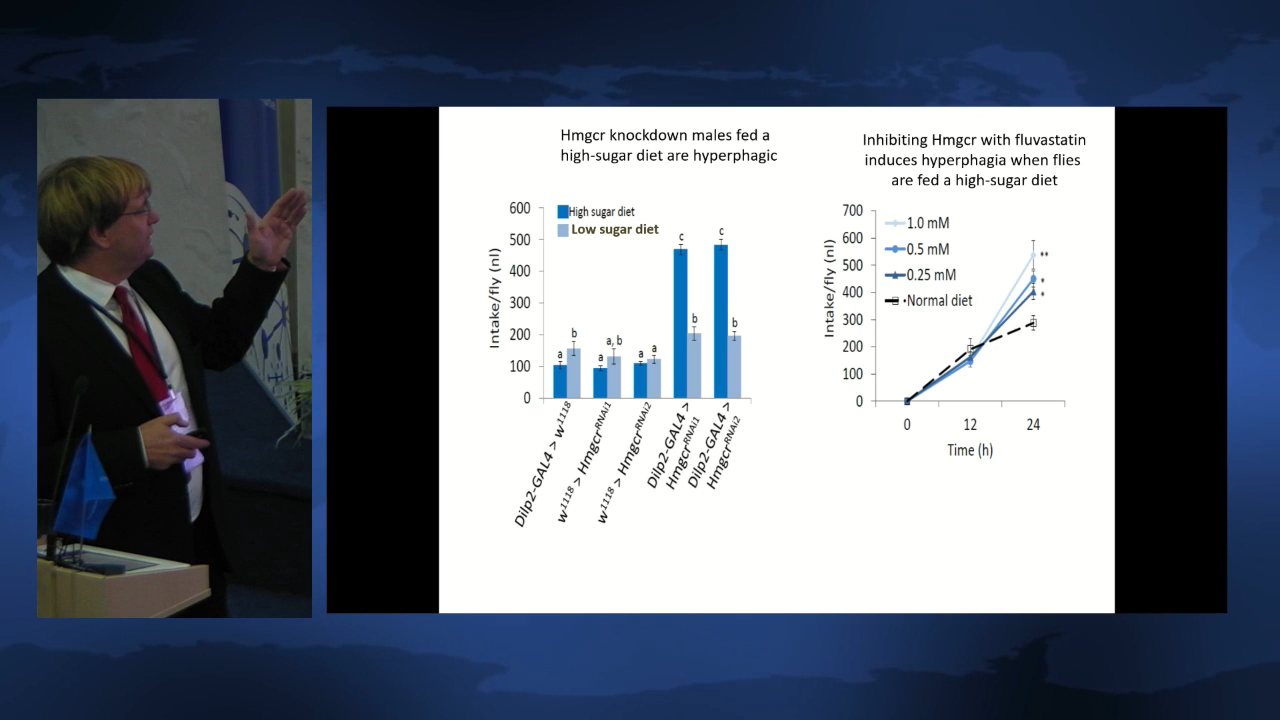 Hmgcr knockdown males fed a
high-sugar diet are hyperphagic
Inhibiting Hmgcr with fluvastatin
induces hyperphagia when flies
are fed a high-sugar diet
Intake/fly (nl)
600
500
400
300
200
100
0
High sugar diet
Low sugar diet
a
b
a
a, b
a
a
c
b
c
b
Dilp2-GAL4 > w1118
w1118 > HmgcrRNAi1
w1118 > HmgcrRNAi2
Dilp2-GAL4 >
HmgcrRNAi1
Dilp2-GAL4 >
HmgcrRNAi2
Intake/fly (nl)
700
600
500
400
300
200
100
0
1.0 mM
0.5 mM
0.25 mM
Normal diet
**
*
*
0
12
24
Time (h)